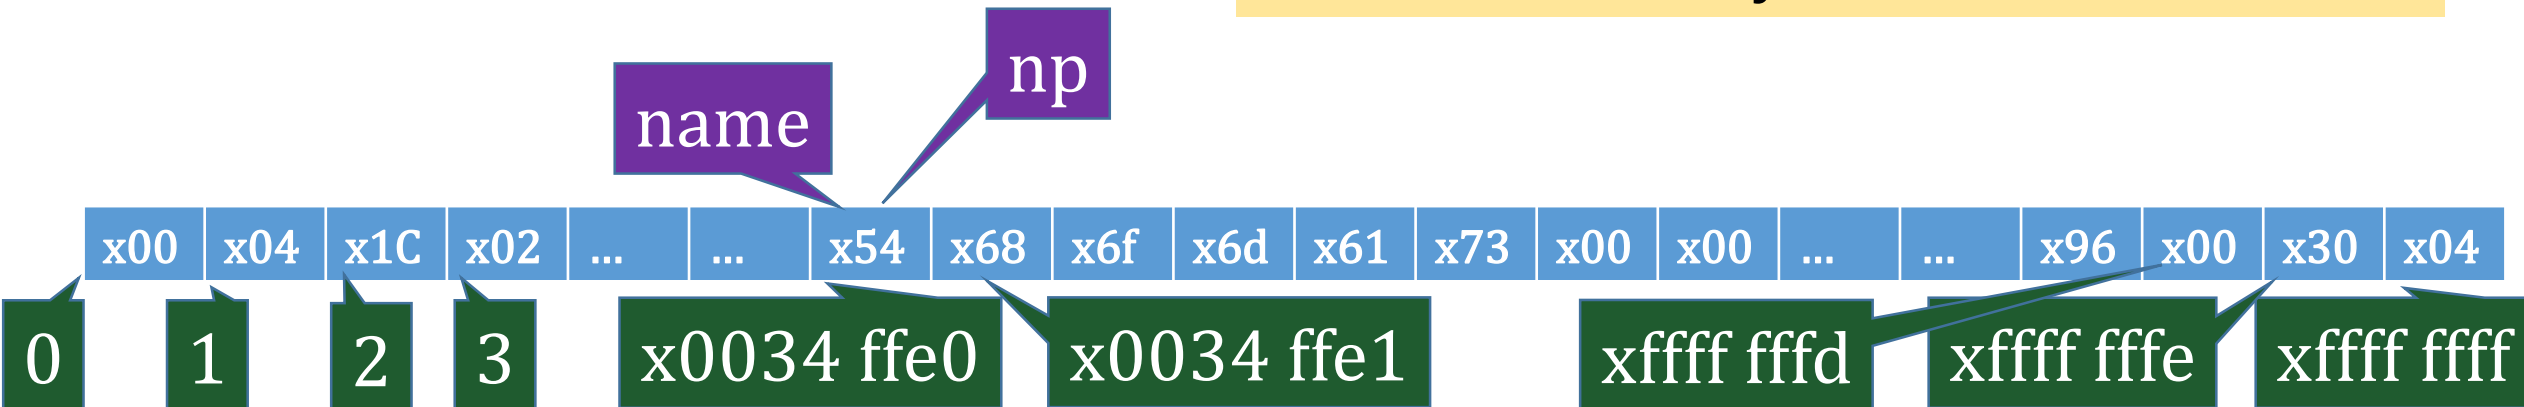 np
name
x00 x04 x1C x02 ... ... x54 x68 x6f x6d x61 x73 x00 x00 ... ... x96 x00 x30 x04
0 1 2 3 x0034 ffe0 x0034 ffe1 xffff fffd xffff fffe xffff ffff